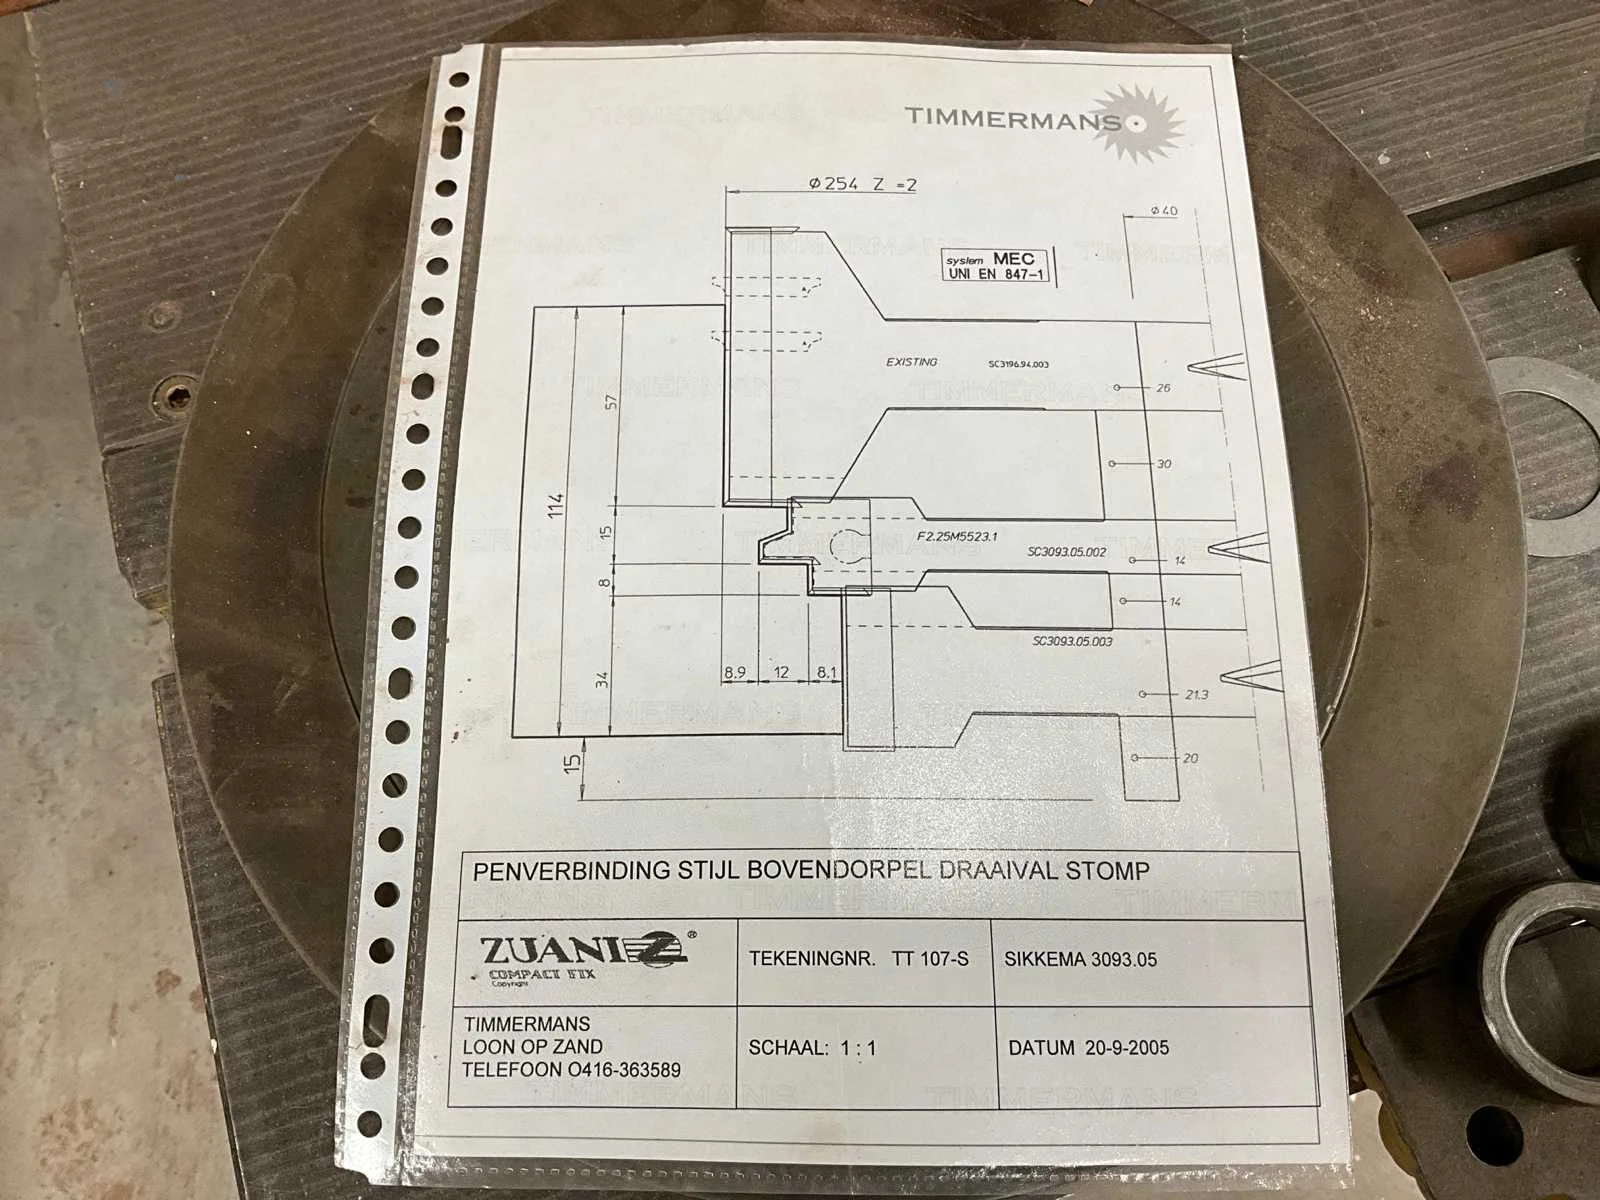 TIMMERMANS
Ø254 Z =2
Ø40
system MEC
UNI EN 847-1
EXISTING
SC3196.94.003
26
57
30
114
15
F2.25M5523.1
SC3093.05.002
14
8
14
SC3093.05.003
34
8.9
12
8.1
21.3
15
20
PENVERBINDING STIJL BOVENDORPEL DRAAIVAL STOMP
ZUANI Z ®
COMPACT FIX
Copyright
TEKENINGNR. TT 107-S
SIKKEMA 3093.05
TIMMERMANS
LOON OP ZAND
TELEFOON O416-363589
SCHAAL: 1 : 1
DATUM 20-9-2005